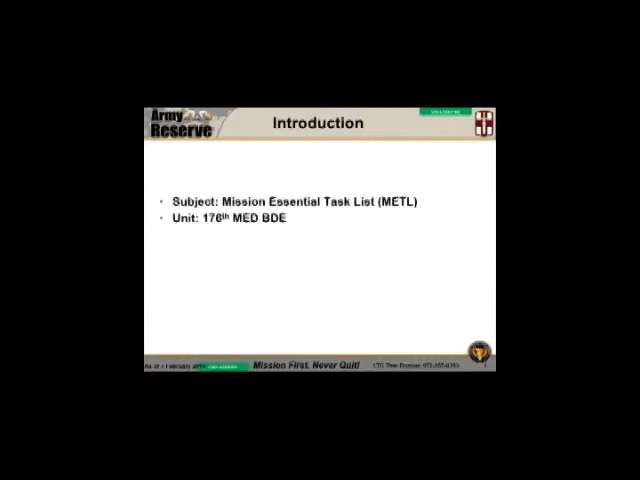 Army
Reserve
Introduction
• Subject: Mission Essential Task List (METL)
• Unit: 176th MED BDE
Mission First, Never Quit!